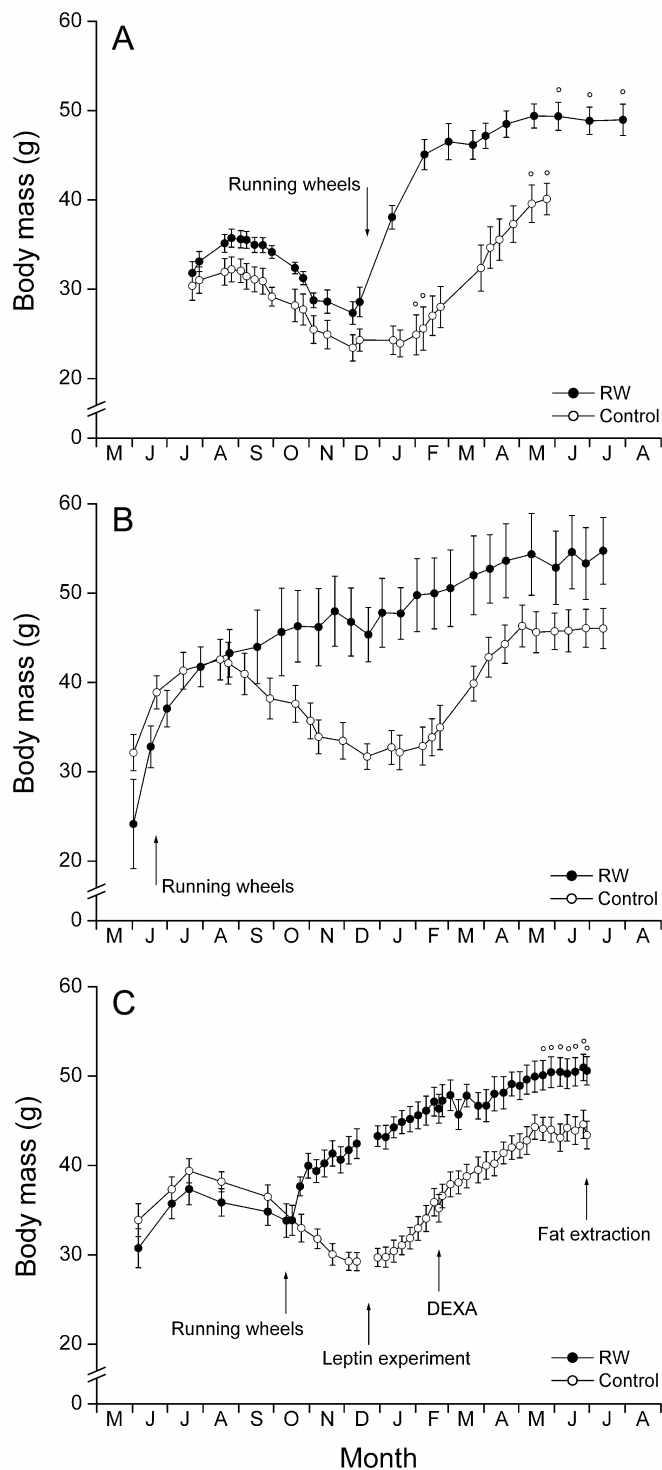 A
60
50
40
30
20
0
Body mass (g)
Running wheels
RW
Control
M J J A S O N D J F M A M J J A
B
60
50
40
30
20
0
Body mass (g)
Running wheels
RW
Control
M J J A S O N D J F M A M J J A
C
60
50
40
30
20
0
Body mass (g)
Running wheels
Leptin experiment
DEXA
Fat extraction
RW
Control
M J J A S O N D J F M A M J J A
Month